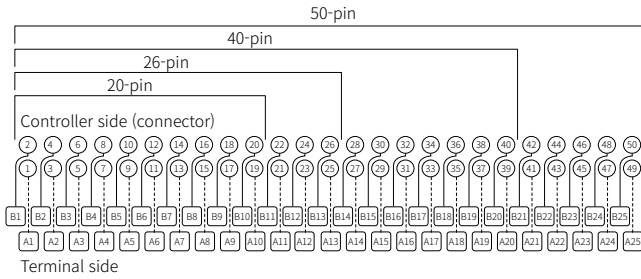 50-pin
40-pin
26-pin
20-pin
Controller side (connector)
2 4 6 8 10 12 14 16 18 20 22 24 26 28 30 32 34 36 38 40 42 44 46 48 50
1 3 5 7 9 11 13 15 17 19 21 23 25 27 29 31 33 35 37 39 41 43 45 47 49
B1 B2 B3 B4 B5 B6 B7 B8 B9 B10 B11 B12 B13 B14 B15 B16 B17 B18 B19 B20 B21 B22 B23 B24 B25
A1 A2 A3 A4 A5 A6 A7 A8 A9 A10 A11 A12 A13 A14 A15 A16 A17 A18 A19 A20 A21 A22 A23 A24 A25
Terminal side